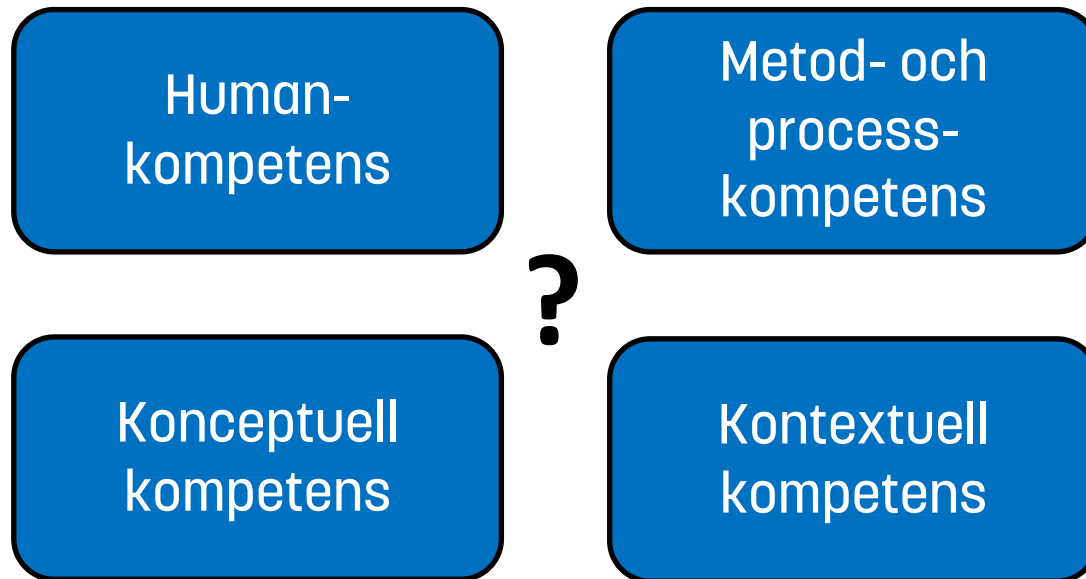 Human-
kompetens
Metod- och
process-
kompetens
?
Konceptuell
kompetens
Kontextuell
kompetens